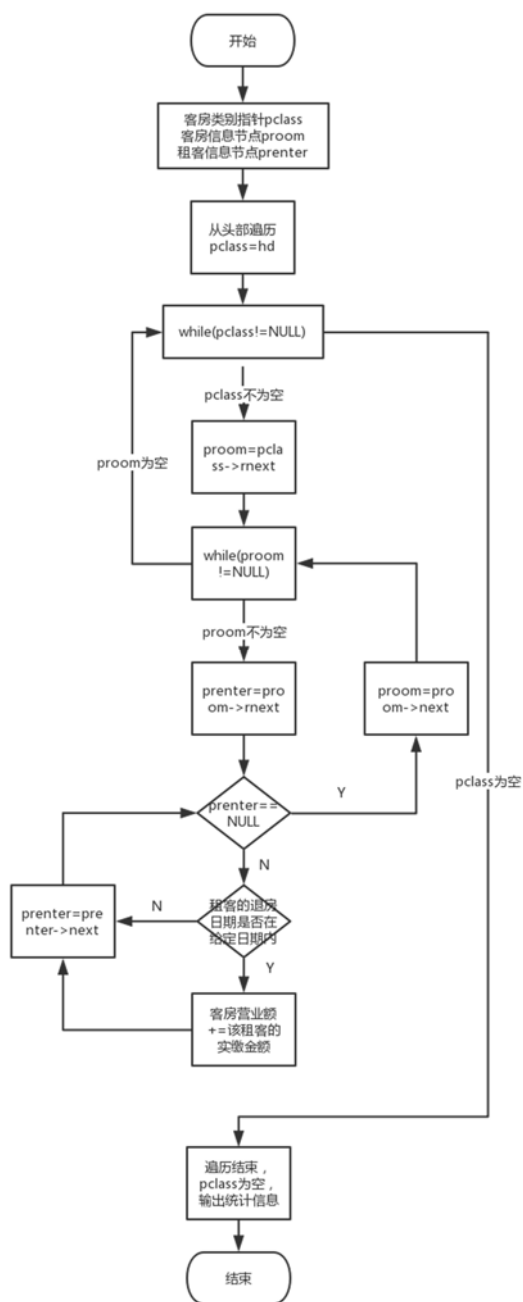 开始
客房类别指针pclass
客房信息节点proom
租客信息节点prenter
从头部遍历
pclass=hd
while(pclass!=NULL)
pclass不为空
proom=pcla
ss->rnext
proom为空
while(proom
!=NULL)
proom不为空
prenter=pro
om->rnext
proom=pro
om->next
pclass为空
prenter==
NULL
Y
N
租客的退房
日期是否在
给定日期内
N
prenter=pre
nter->next
Y
客房营业额
+=该租客的
实缴金额
遍历结束，
pclass为空，
输出统计信息
结束